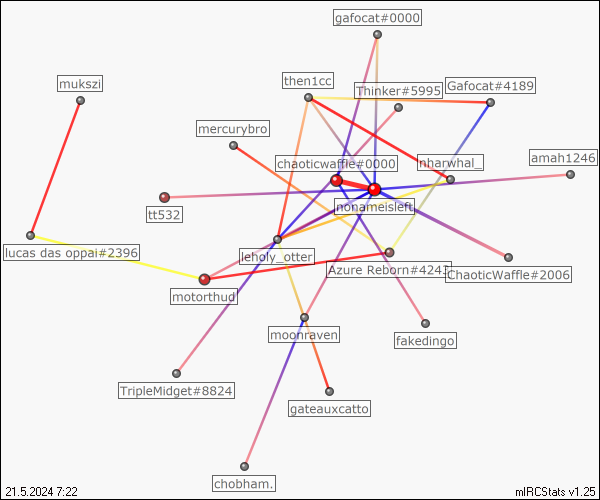 gafocat#0000
mukszi
then1cc
Thinker#5995
Gafocat#4189
mercurybro
chaoticwaffle#0000
nharwhal_
amah1246
tt532
nonameisleft
lucas das oppai#2396
leholy_otter
Azure Reborn#4243
ChaoticWaffle#2006
motorthud
moonraven
fakedingo
TripleMidget#8824
gateauxcatto
chobham.
21.5.2024 7:22
mIRCStats v1.25